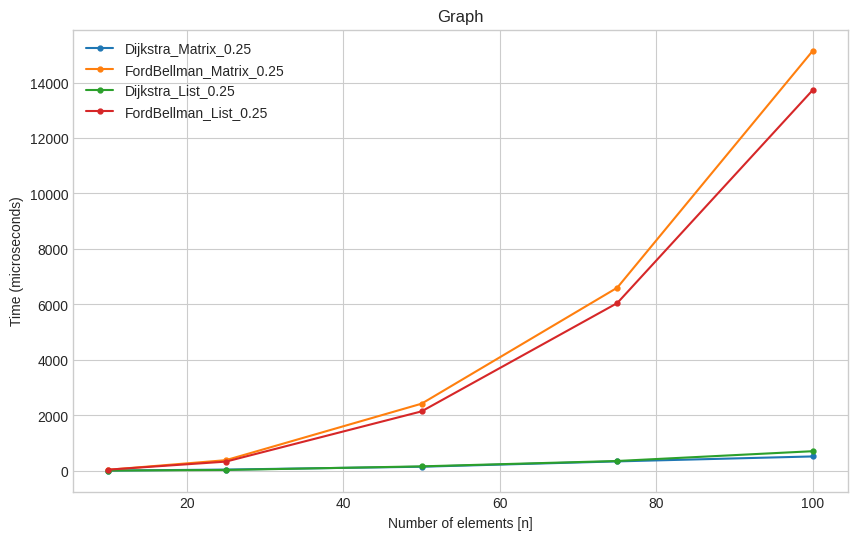 Graph
Dijkstra_Matrix_0.25
FordBellman_Matrix_0.25
Dijkstra_List_0.25
FordBellman_List_0.25
Time (microseconds)
14000
12000
10000
8000
6000
4000
2000
0
20 40 60 80 100
Number of elements [n]